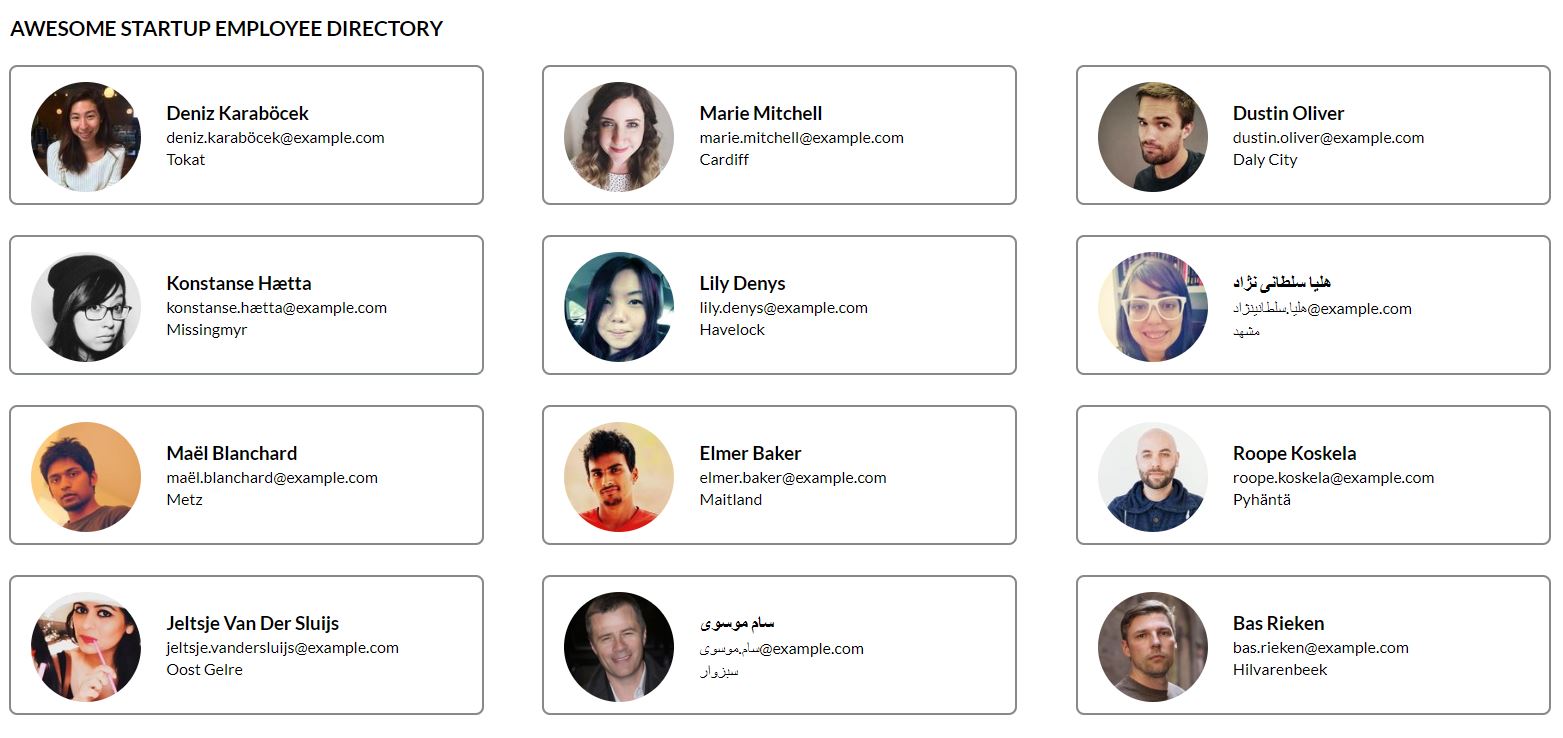 AWESOME STARTUP EMPLOYEE DIRECTORY
Deniz Karaböcek
deniz.karaböcek@example.com
Tokat
Marie Mitchell
marie.mitchell@example.com
Cardiff
Dustin Oliver
dustin.oliver@example.com
Daly City
Konstanse Hætta
konstanse.hætta@example.com
Missingmyr
Lily Denys
lily.denys@example.com
Havelock
هلیا سلطانی نژاد
هلیا.سلطانینژاد@example.com
مشهد
Maël Blanchard
maël.blanchard@example.com
Metz
Elmer Baker
elmer.baker@example.com
Maitland
Roope Koskela
roope.koskela@example.com
Pyhäntä
Jeltsje Van Der Sluijs
jeltsje.vandersluijs@example.com
Oost Gelre
سام موسوی
سام.موسوی@example.com
سبزوار
Bas Rieken
bas.rieken@example.com
Hilvarenbeek